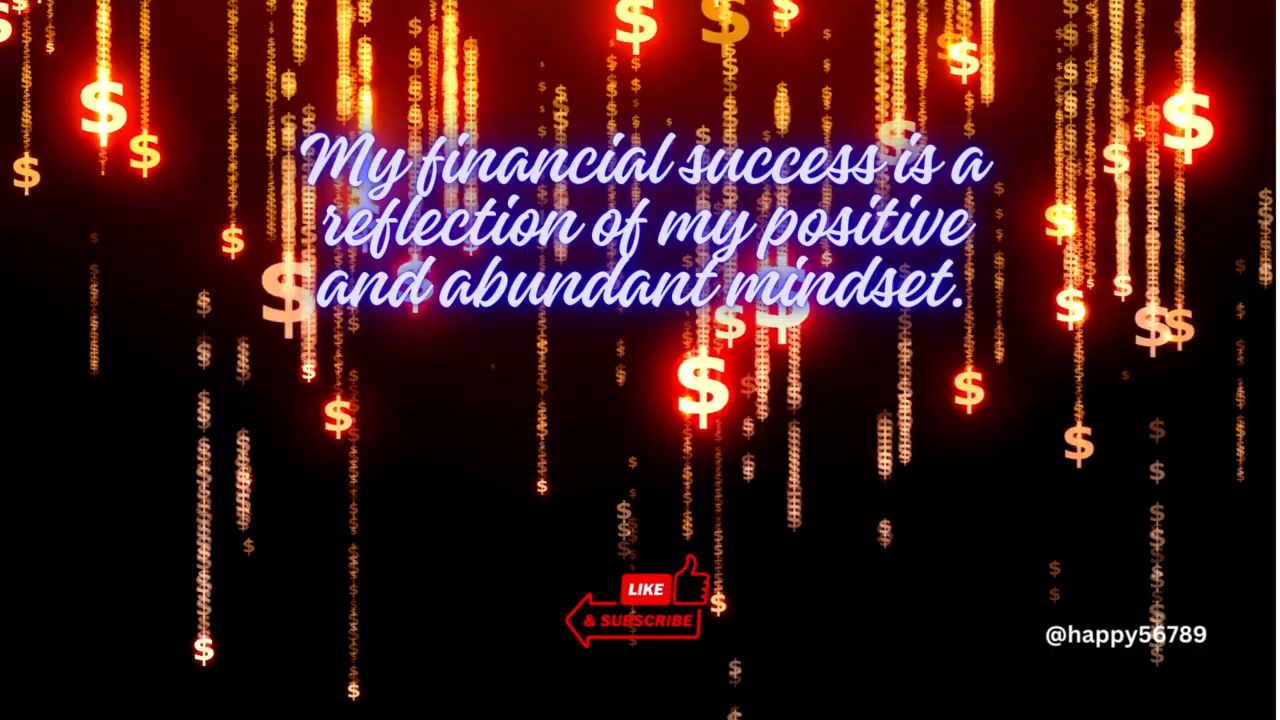 My financial success is a
reflection of my positive
and abundant mindset.
LIKE
& SUBSCRIBE
@happy56789